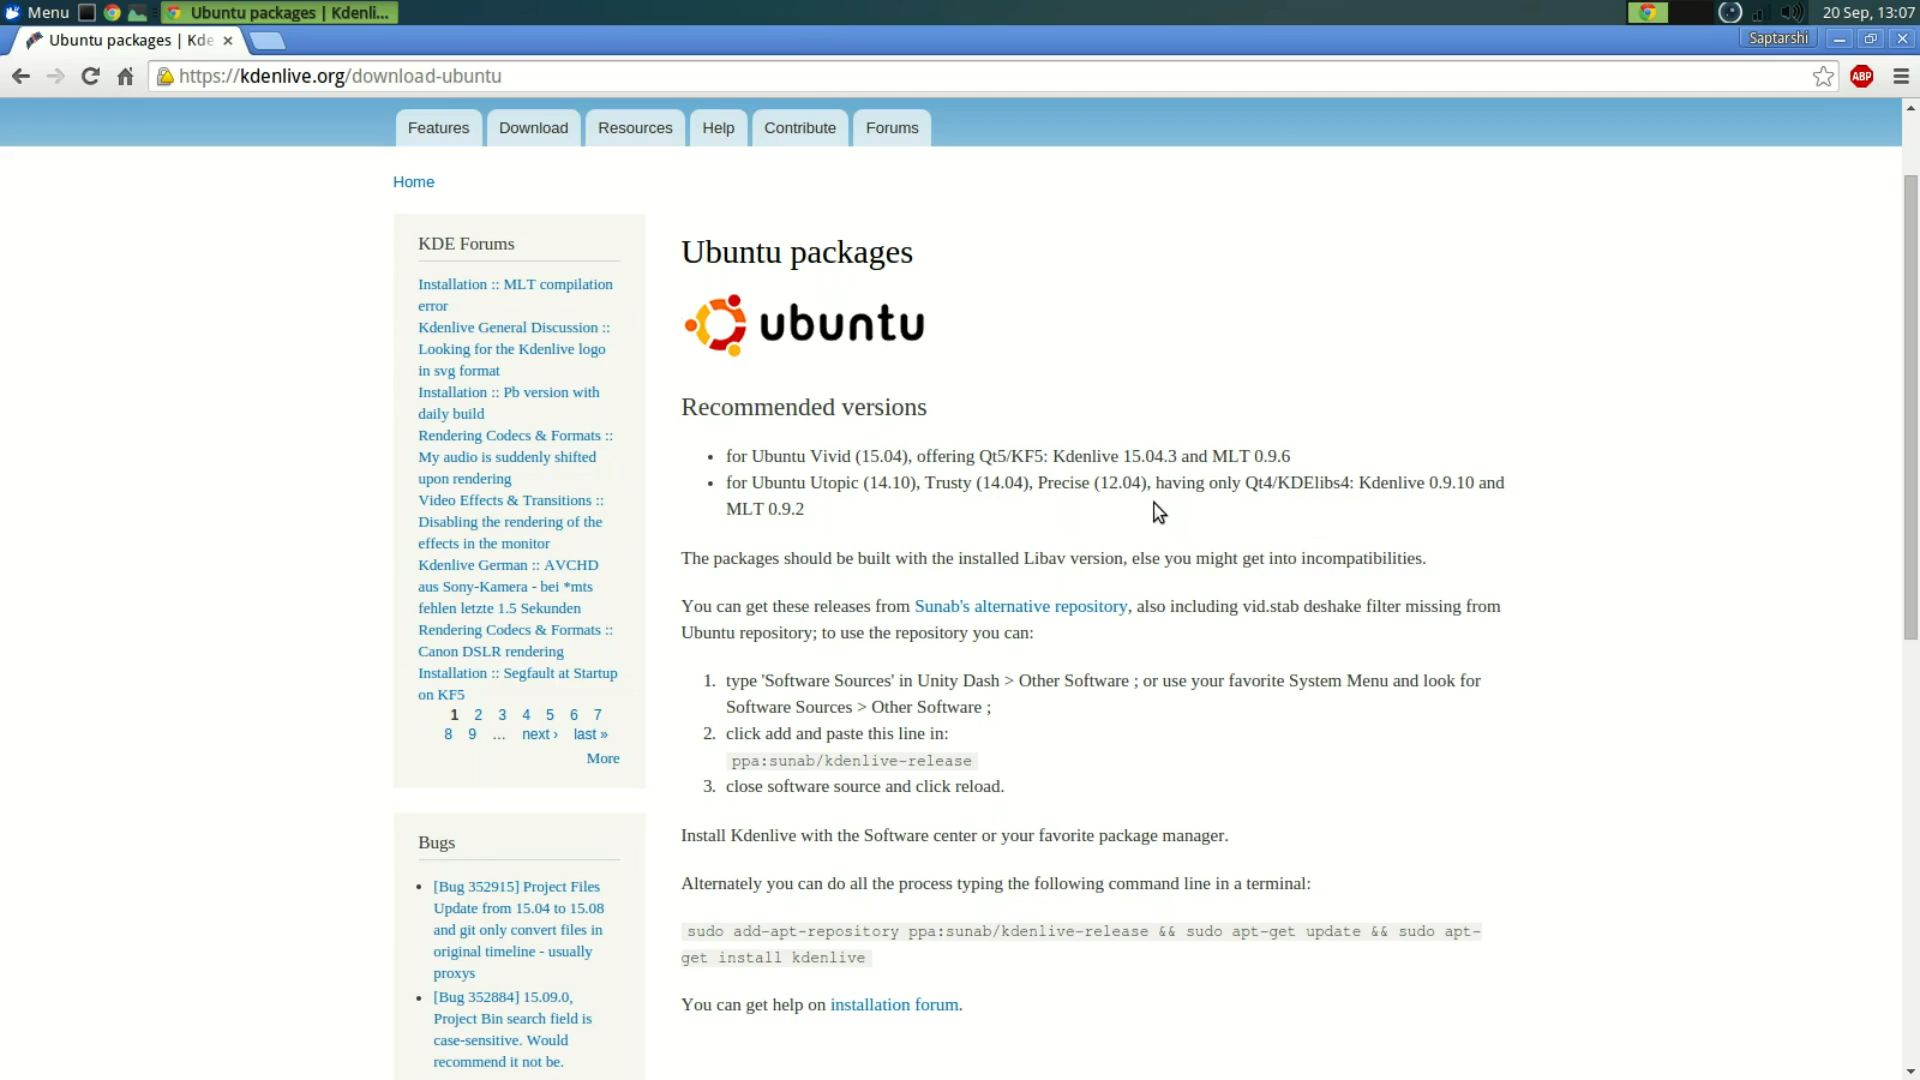 Menu
Ubuntu packages | Kdenli...
20 Sep, 13:07
Ubuntu packages | Kde
Saptarshi
https://kdenlive.org/download-ubuntu
ABP
Features
Download
Resources
Help
Contribute
Forums
Home
KDE Forums
Installation :: MLT compilation
error
Kdenlive General Discussion ::
Looking for the Kdenlive logo
in svg format
Installation :: Pb version with
daily build
Rendering Codecs & Formats ::
My audio is suddenly shifted
upon rendering
Video Effects & Transitions ::
Disabling the rendering of the
effects in the monitor
Kdenlive German :: AVCHD
aus Sony-Kamera - bei *mts
fehlen letzte 1.5 Sekunden
Rendering Codecs & Formats ::
Canon DSLR rendering
Installation :: Segfault at Startup
on KF5
1 2 3 4 5 6 7
8 9 … next › last »
More
Bugs
[Bug 352915] Project Files
Update from 15.04 to 15.08
and git only convert files in
original timeline - usually
proxys
[Bug 352884] 15.09.0,
Project Bin search field is
case-sensitive. Would
recommend it not be.
Ubuntu packages
ubuntu
Recommended versions
• for Ubuntu Vivid (15.04), offering Qt5/KF5: Kdenlive 15.04.3 and MLT 0.9.6
• for Ubuntu Utopic (14.10), Trusty (14.04), Precise (12.04), having only Qt4/KDElibs4: Kdenlive 0.9.10 and
MLT 0.9.2
The packages should be built with the installed Libav version, else you might get into incompatibilities.
You can get these releases from Sunab's alternative repository, also including vid.stab deshake filter missing from
Ubuntu repository; to use the repository you can:
1. type 'Software Sources' in Unity Dash > Other Software ; or use your favorite System Menu and look for
Software Sources > Other Software ;
2. click add and paste this line in:
ppa:sunab/kdenlive-release
3. close software source and click reload.
Install Kdenlive with the Software center or your favorite package manager.
Alternately you can do all the process typing the following command line in a terminal:
sudo add-apt-repository ppa:sunab/kdenlive-release && sudo apt-get update && sudo apt-
get install kdenlive
You can get help on installation forum.